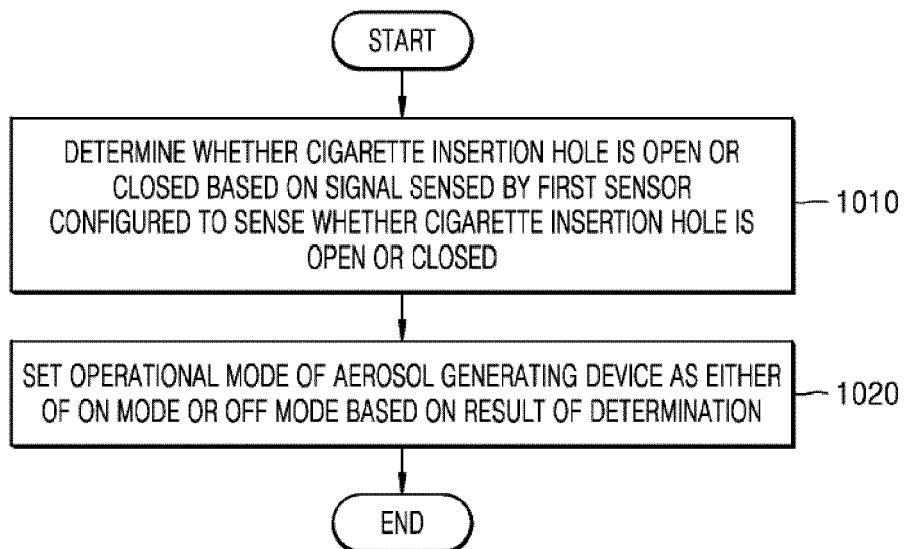 START
DETERMINE WHETHER CIGARETTE INSERTION HOLE IS OPEN OR
CLOSED BASED ON SIGNAL SENSED BY FIRST SENSOR
CONFIGURED TO SENSE WHETHER CIGARETTE INSERTION HOLE IS
OPEN OR CLOSED
1010
SET OPERATIONAL MODE OF AEROSOL GENERATING DEVICE AS EITHER
OF ON MODE OR OFF MODE BASED ON RESULT OF DETERMINATION
1020
END